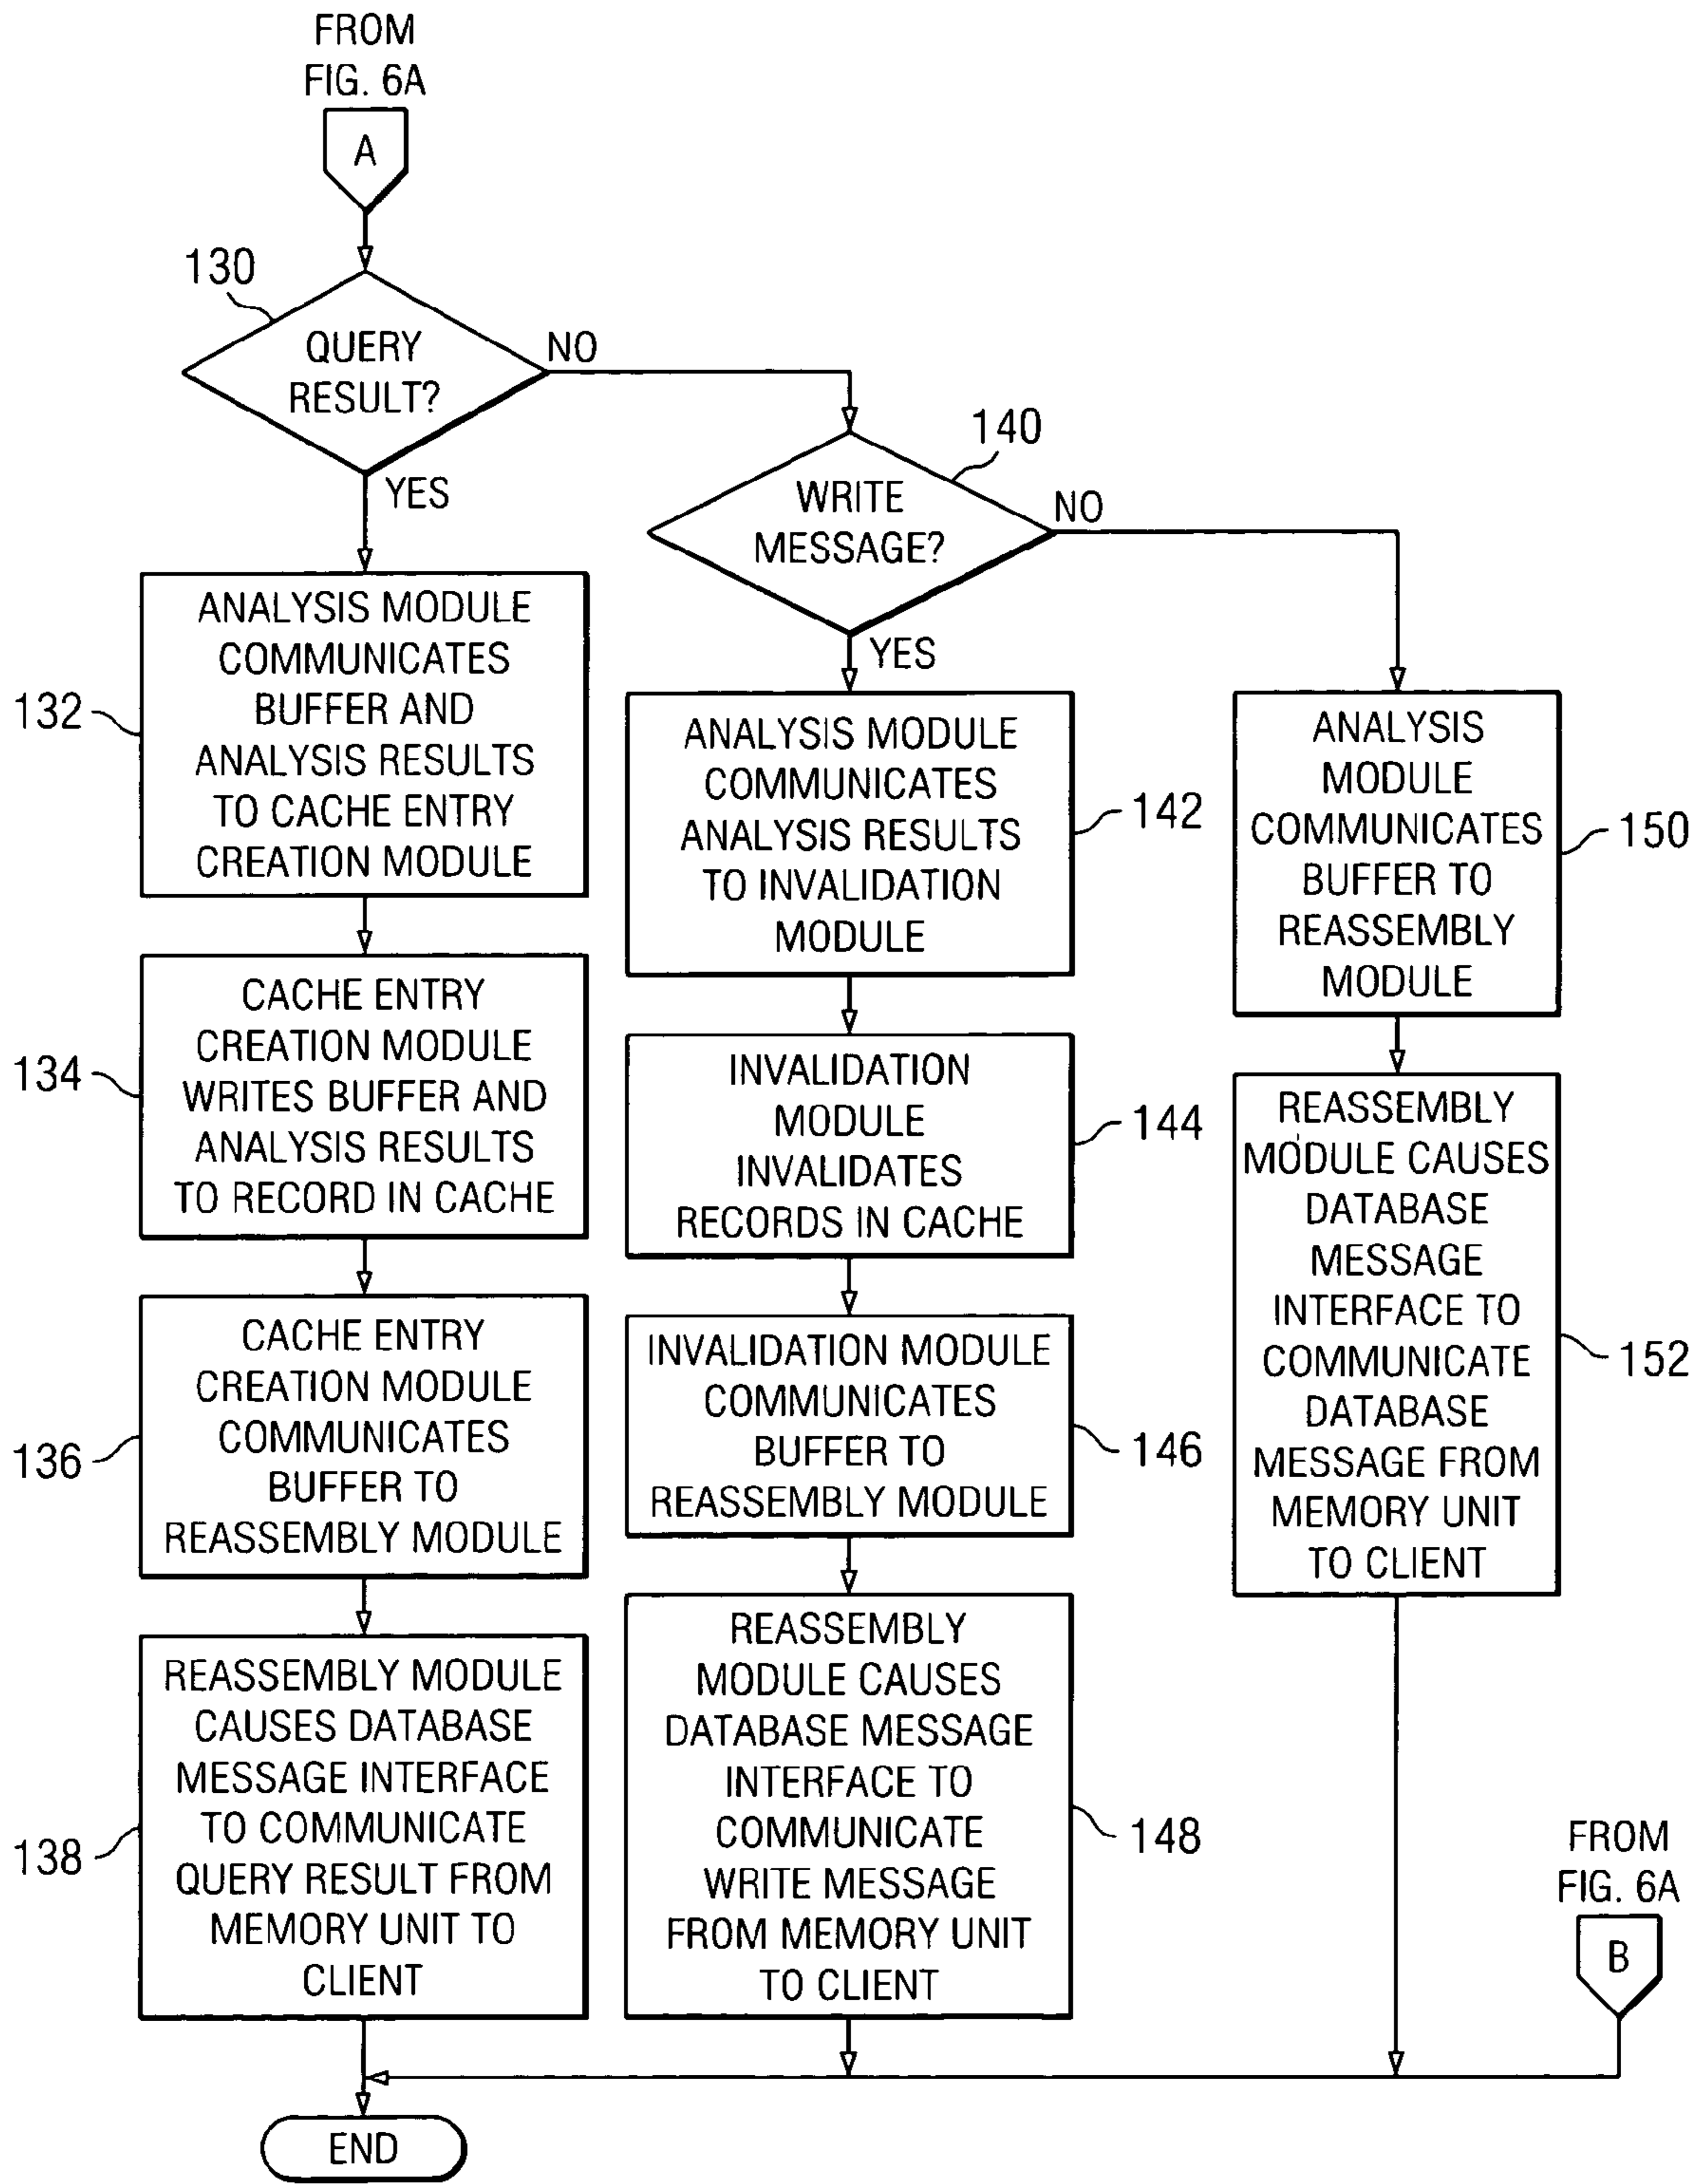 FROM
FIG. 6A
A
130
QUERY
RESULT?
NO
YES
132
ANALYSIS MODULE
COMMUNICATES
BUFFER AND
ANALYSIS RESULTS
TO CACHE ENTRY
CREATION MODULE
134
CACHE ENTRY
CREATION MODULE
WRITES BUFFER AND
ANALYSIS RESULTS
TO RECORD IN CACHE
136
CACHE ENTRY
CREATION MODULE
COMMUNICATES
BUFFER TO
REASSEMBLY MODULE
138
REASSEMBLY MODULE
CAUSES DATABASE
MESSAGE INTERFACE
TO COMMUNICATE
QUERY RESULT FROM
MEMORY UNIT TO
CLIENT
140
WRITE
MESSAGE?
NO
YES
142
ANALYSIS MODULE
COMMUNICATES
ANALYSIS RESULTS
TO INVALIDATION
MODULE
144
INVALIDATION
MODULE
INVALIDATES
RECORDS IN CACHE
146
INVALIDATION MODULE
COMMUNICATES
BUFFER TO
REASSEMBLY MODULE
148
REASSEMBLY
MODULE CAUSES
DATABASE MESSAGE
INTERFACE TO
COMMUNICATE
WRITE MESSAGE
FROM MEMORY UNIT
TO CLIENT
150
ANALYSIS
MODULE
COMMUNICATES
BUFFER TO
REASSEMBLY
MODULE
152
REASSEMBLY
MODULE CAUSES
DATABASE
MESSAGE
INTERFACE TO
COMMUNICATE
DATABASE
MESSAGE FROM
MEMORY UNIT
TO CLIENT
FROM
FIG. 6A
B
END